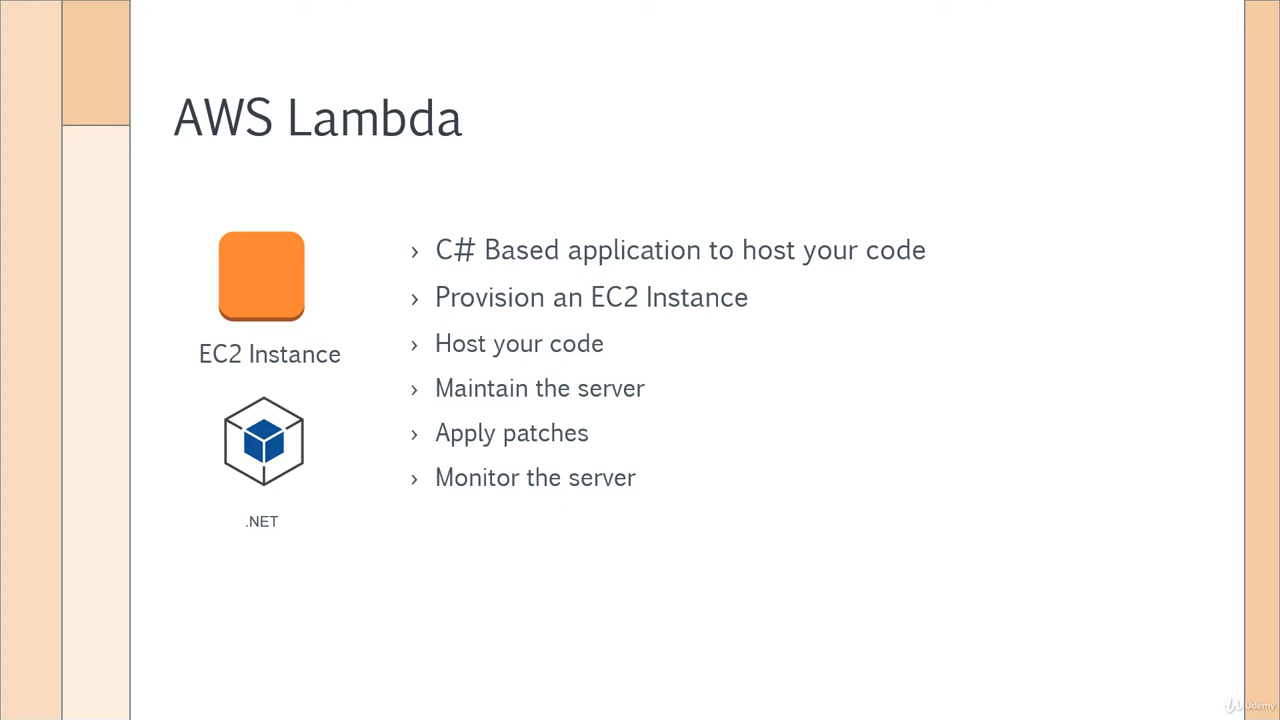 AWS Lambda
EC2 Instance
.NET
› C# Based application to host your code
› Provision an EC2 Instance
› Host your code
› Maintain the server
› Apply patches
› Monitor the server
Udemy